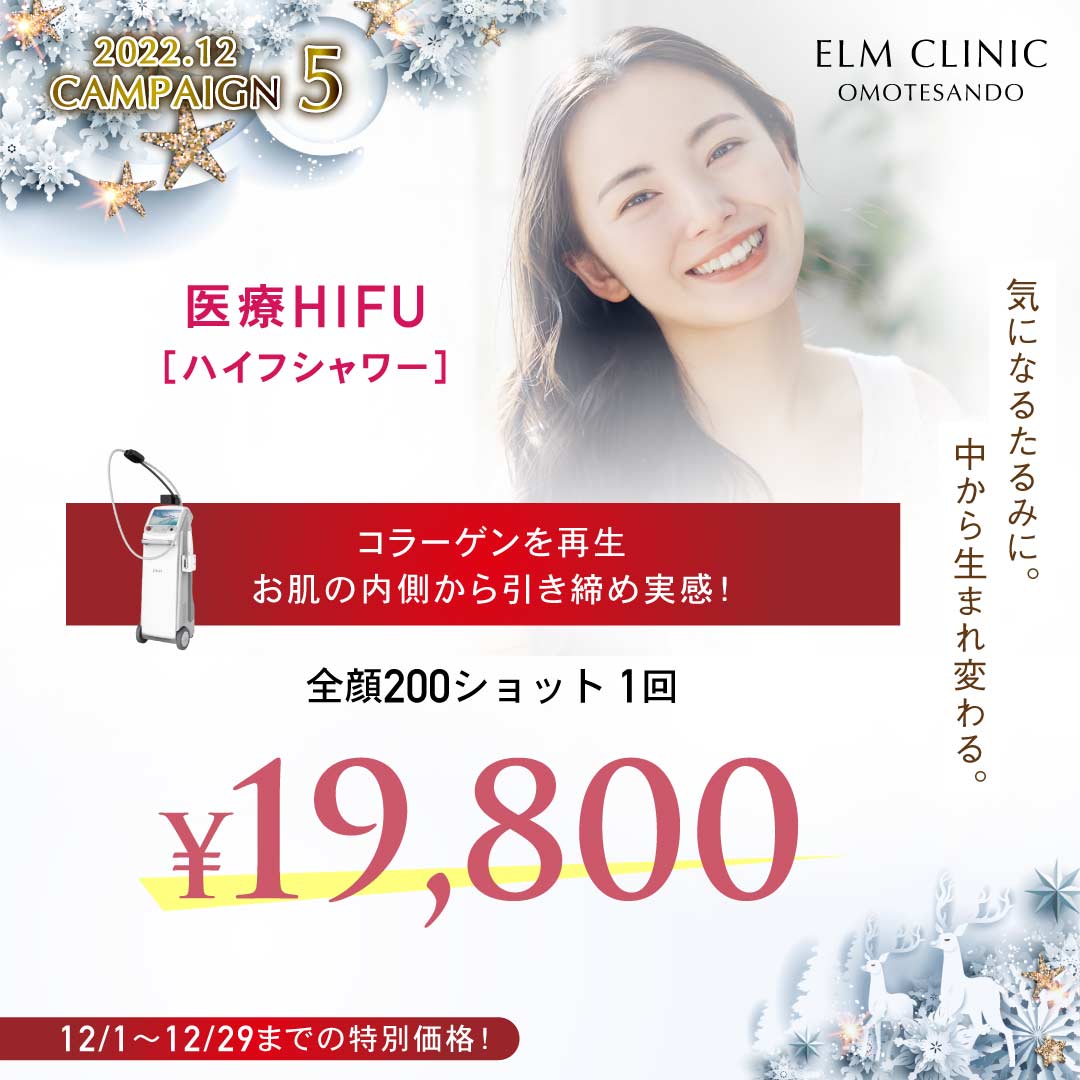 2022.12
CAMPAIGN 5
ELM CLINIC
OMOTESANDO
医療HIFU
［ハイフシャワー］
気になるたるみに。
中から生まれ変わる。
コラーゲンを再生
お肌の内側から引き締め実感！
全顔200ショット 1回
¥19,800
12/1〜12/29までの特別価格！